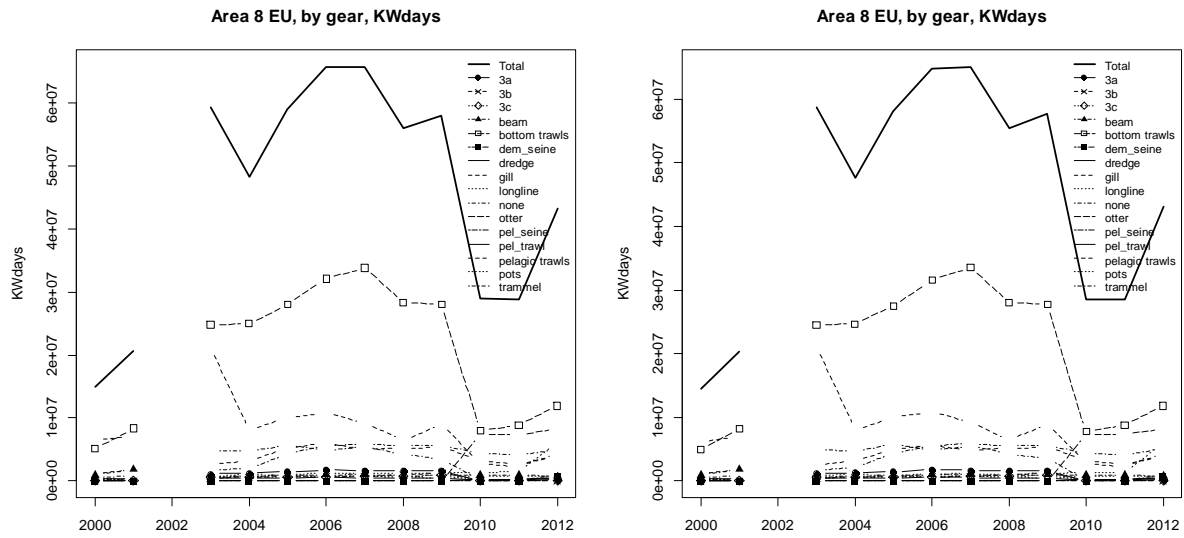 Area 8 EU, by gear, KWdays
KWdays
0e+00
1e+07
2e+07
3e+07
4e+07
5e+07
6e+07
2000 2002 2004 2006 2008 2010 2012
Total
3a
3b
3c
beam
bottom trawls
dem_seine
dredge
gill
longline
none
otter
pel_seine
pel_trawl
pelagic trawls
pots
trammel
Area 8 EU, by gear, KWdays
KWdays
0e+00
1e+07
2e+07
3e+07
4e+07
5e+07
6e+07
2000 2002 2004 2006 2008 2010 2012
Total
3a
3b
3c
beam
bottom trawls
dem_seine
dredge
gill
longline
none
otter
pel_seine
pel_trawl
pelagic trawls
pots
trammel